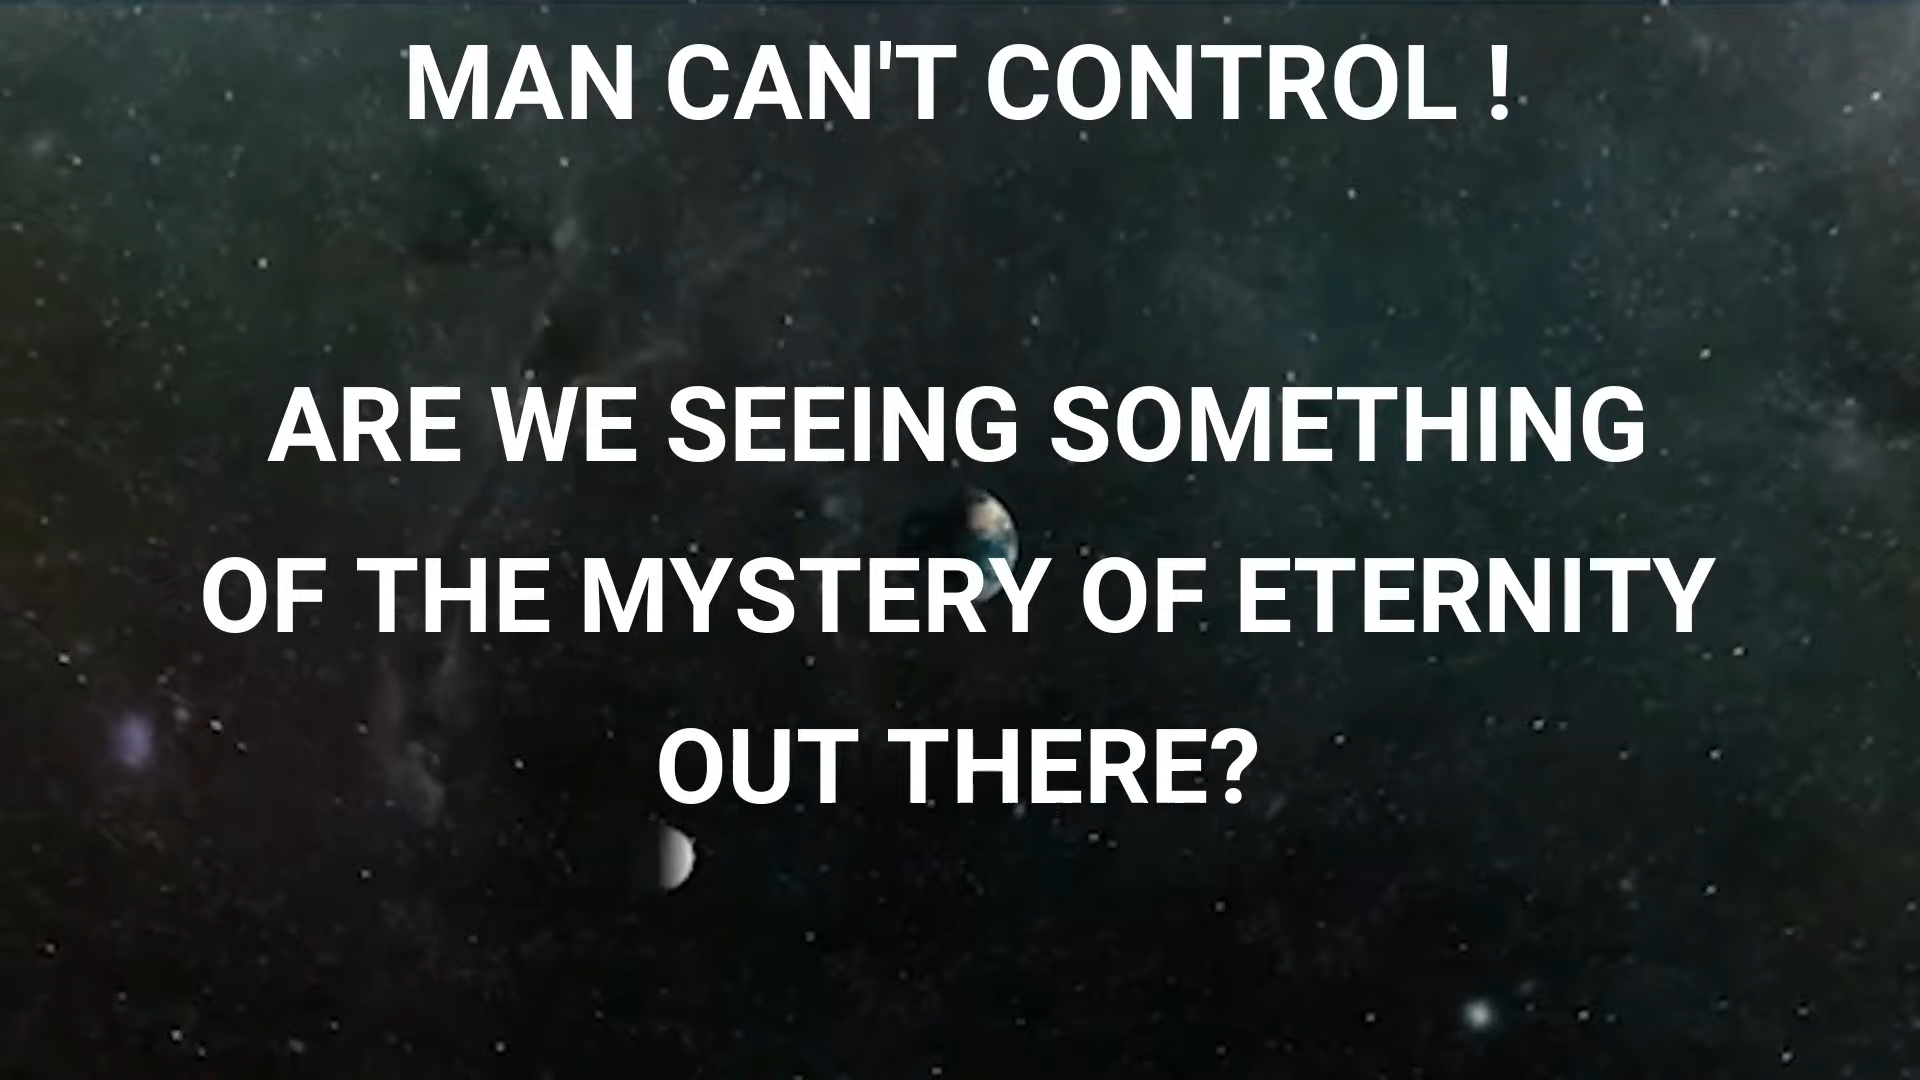 MAN CAN'T CONTROL !
ARE WE SEEING SOMETHING
OF THE MYSTERY OF ETERNITY
OUT THERE?